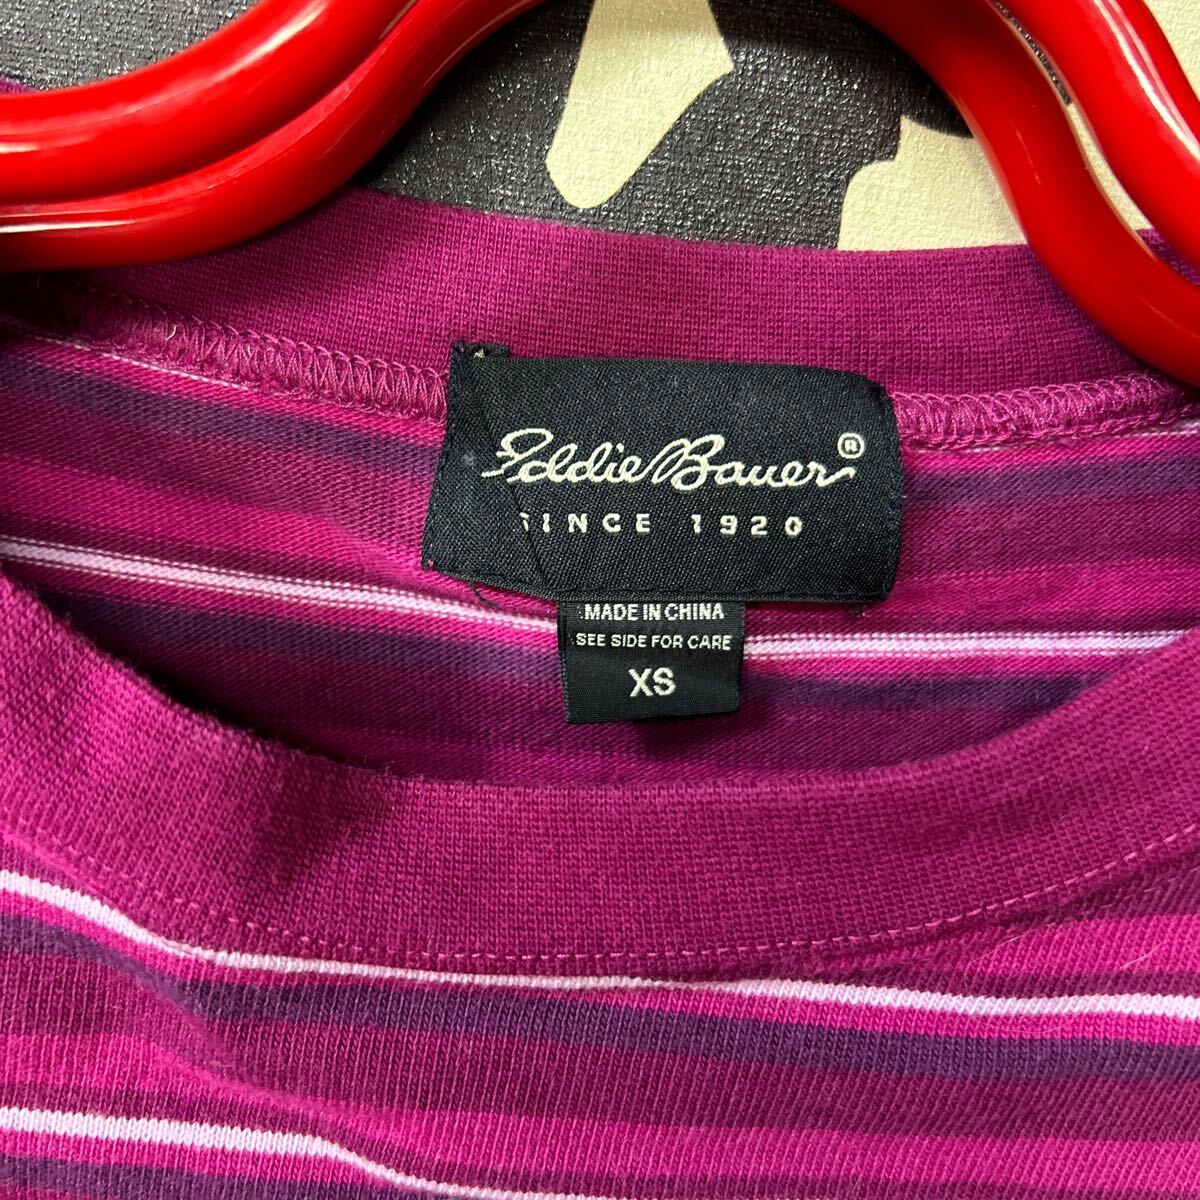 Eddie Bauer®
SINCE 1920
MADE IN CHINA
SEE SIDE FOR CARE
XS